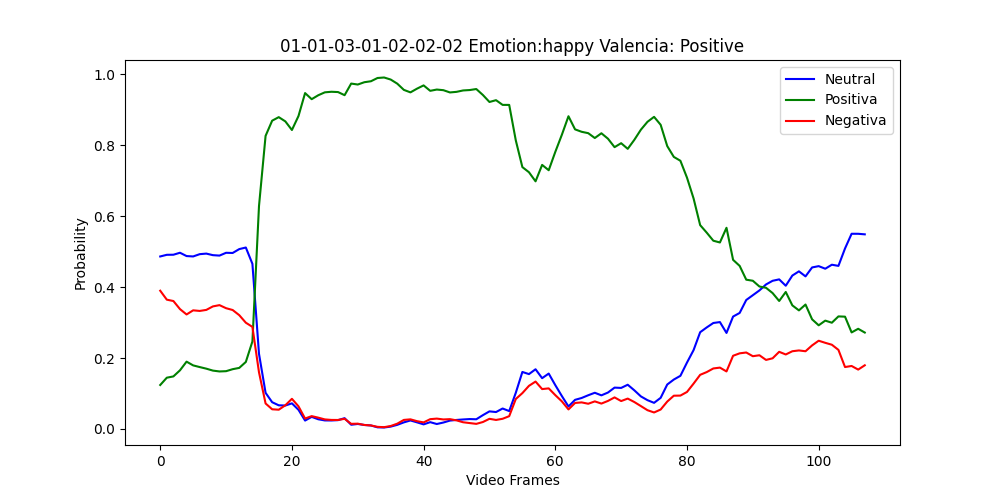 01-01-03-01-02-02-02 Emotion:happy Valencia: Positive
Neutral
Positiva
Negativa
Probability
1.0
0.8
0.6
0.4
0.2
0.0
0 20 40 60 80 100
Video Frames